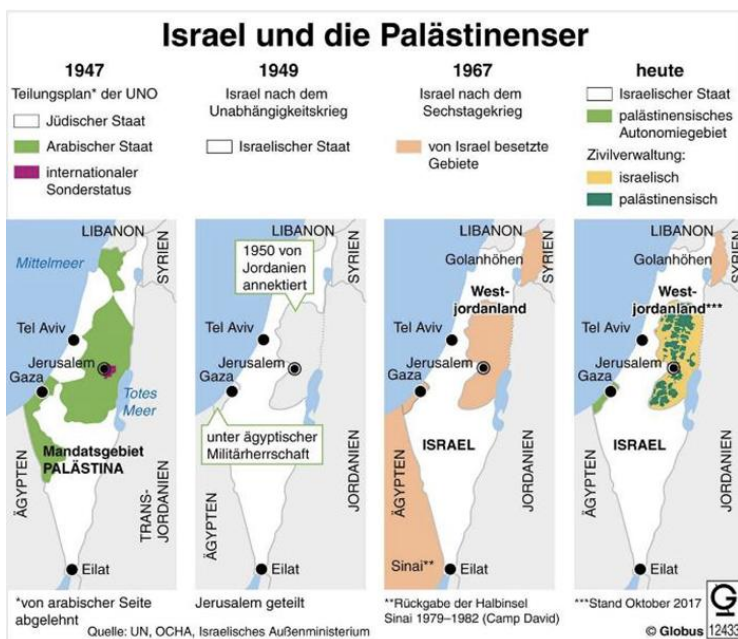 Israel und die Palästinenser
1947
Teilungsplan* der UNO
Jüdischer Staat
Arabischer Staat
internationaler
Sonderstatus
1949
Israel nach dem
Unabhängigkeitskrieg
Israelischer Staat
1967
Israel nach dem
Sechstagekrieg
von Israel besetzte
Gebiete
heute
Israelischer Staat
palästinensisches
Autonomiegebiet
Zivilverwaltung:
israelisch
palästinensisch
LIBANON
SYRIEN
Mittelmeer
Tel Aviv
Jerusalem
Gaza
Totes
Meer
Mandatsgebiet
PALÄSTINA
ÄGYPTEN
TRANS-
JORDANIEN
Eilat
*von arabischer Seite
abgelehnt
LIBANON
SYRIEN
1950 von
Jordanien
annektiert
Tel Aviv
Jerusalem
Gaza
unter ägyptischer
Militärherrschaft
ISRAEL
ÄGYPTEN
JORDANIEN
Eilat
Jerusalem geteilt
LIBANON
SYRIEN
Golanhöhen
West-
jordanland
Tel Aviv
Jerusalem
Gaza
ISRAEL
ÄGYPTEN
JORDANIEN
Sinai**
Eilat
**Rückgabe der Halbinsel
Sinai 1979–1982 (Camp David)
LIBANON
SYRIEN
Golanhöhen
West-
jordanland***
Tel Aviv
Jerusalem
Gaza
ISRAEL
ÄGYPTEN
JORDANIEN
Eilat
***Stand Oktober 2017
Quelle: UN, OCHA, Israelisches Außenministerium
© Globus
12433
G